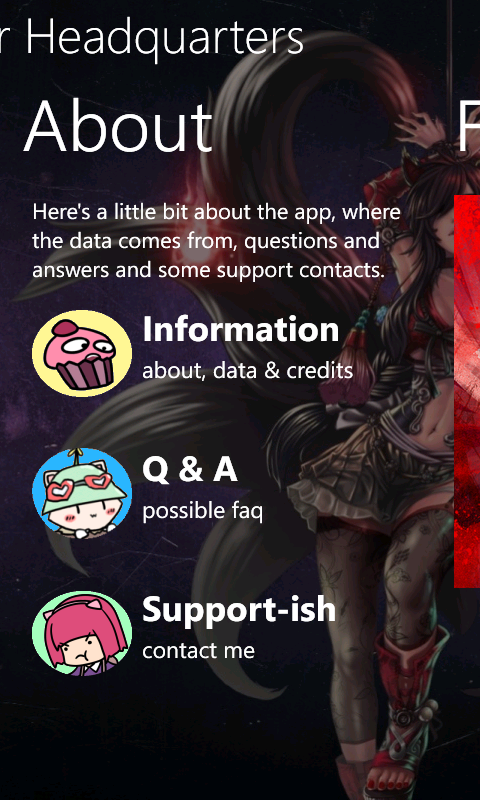 r Headquarters
About
F
Here's a little bit about the app, where
the data comes from, questions and
answers and some support contacts.
Information
about, data & credits
Q & A
possible faq
Support-ish
contact me